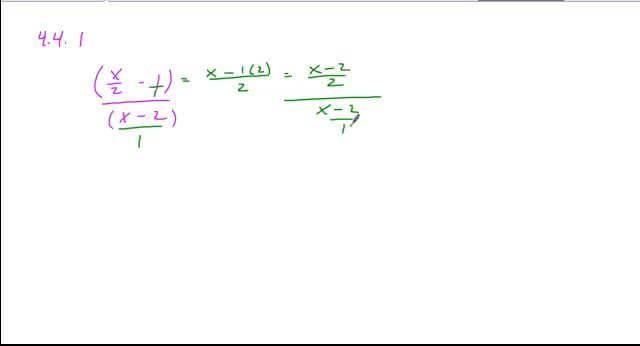 4.4.1
(x/2 - 1) / ((x - 2)/1) = (x - 1(2))/2 = ((x - 2)/2) / ((x - 2)/1)